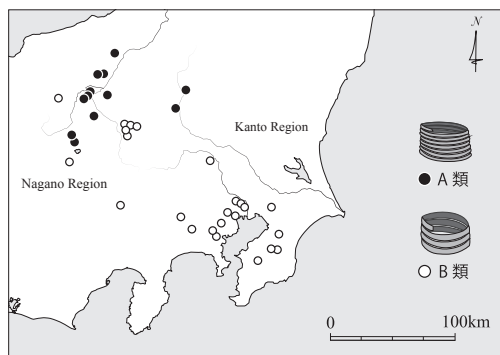 N
Kanto Region
A 類
Nagano Region
B 類
0 100km